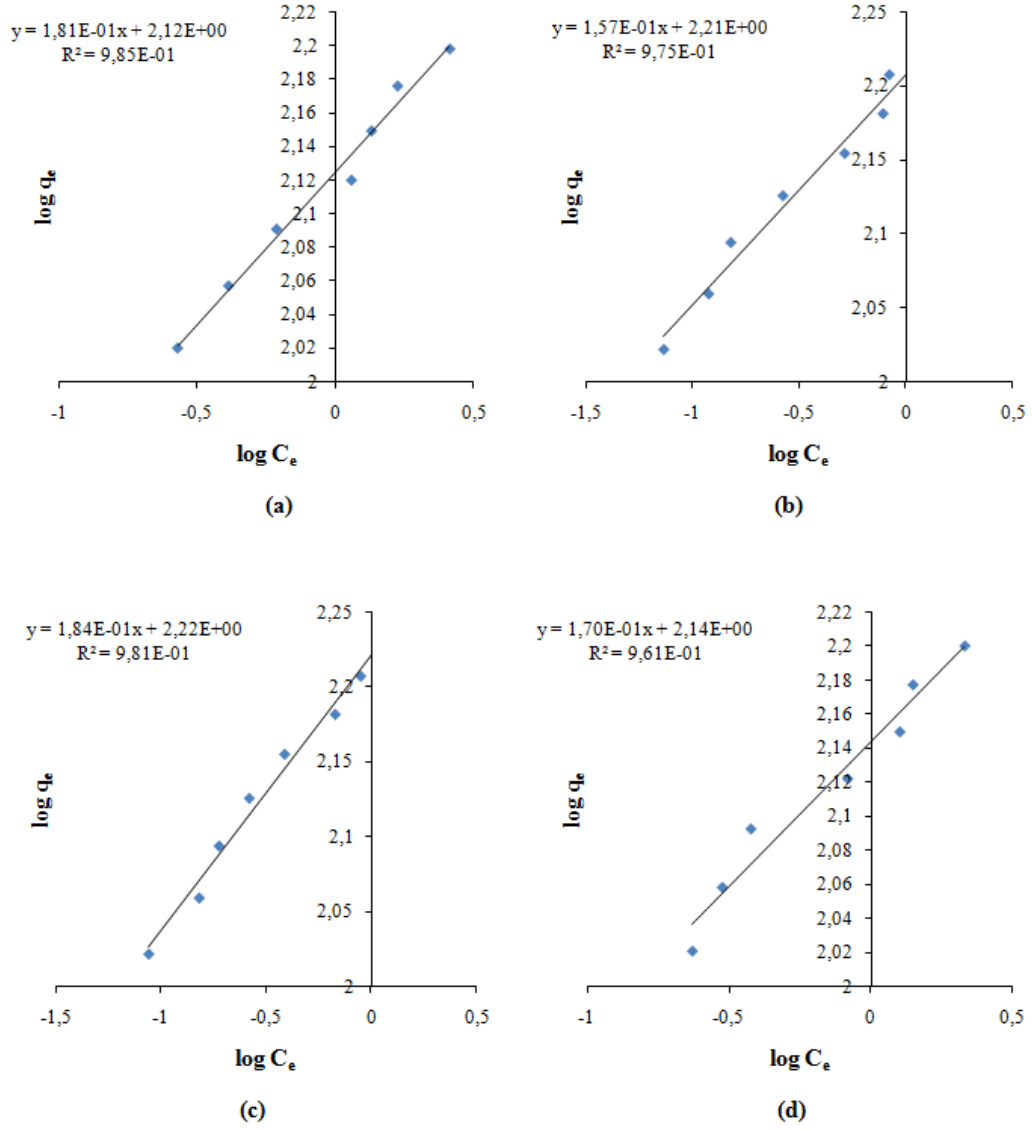 y = 1,81E-01x + 2,12E+00
R² = 9,85E-01
2,22
2,2
2,18
2,16
2,14
2,12
2,1
2,08
2,06
2,04
2,02
2
-1
-0,5
0
0,5
log qe
log Ce
(a)
y = 1,57E-01x + 2,21E+00
R² = 9,75E-01
2,25
2,2
2,15
2,1
2,05
2
-1,5
-1
-0,5
0
0,5
log qe
log Ce
(b)
y = 1,84E-01x + 2,22E+00
R² = 9,81E-01
2,25
2,2
2,15
2,1
2,05
2
-1,5
-1
-0,5
0
0,5
log qe
log Ce
(c)
y = 1,70E-01x + 2,14E+00
R² = 9,61E-01
2,22
2,2
2,18
2,16
2,14
2,12
2,1
2,08
2,06
2,04
2,02
2
-1
-0,5
0
0,5
log qe
log Ce
(d)